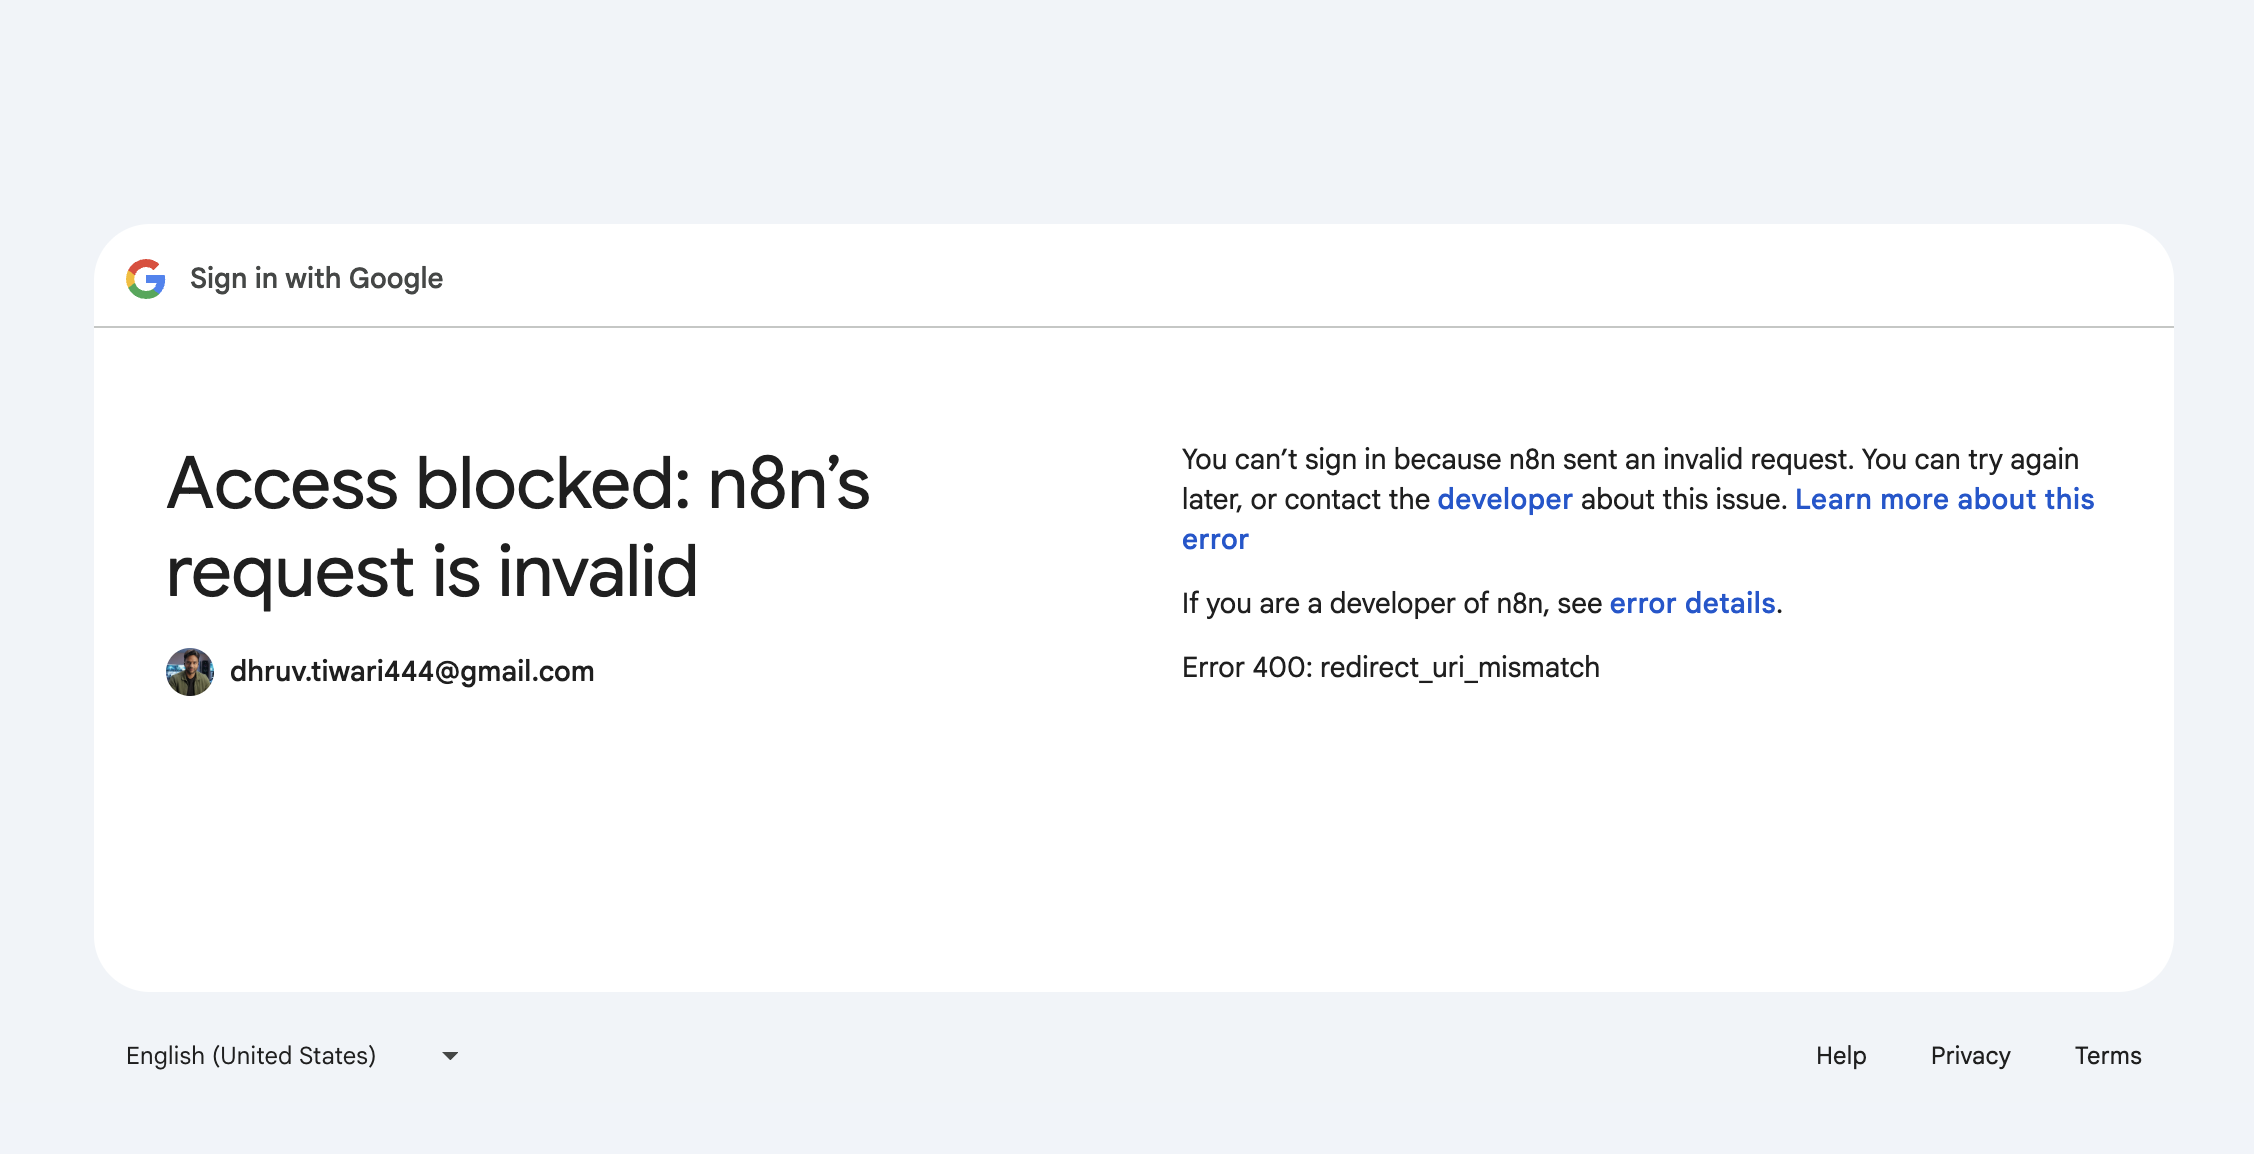 Sign in with Google
Access blocked: n8n’s
request is invalid
dhruv.tiwari444@gmail.com
You can’t sign in because n8n sent an invalid request. You can try again
later, or contact the developer about this issue. Learn more about this
error
If you are a developer of n8n, see error details.
Error 400: redirect_uri_mismatch
English (United States)
Help
Privacy
Terms